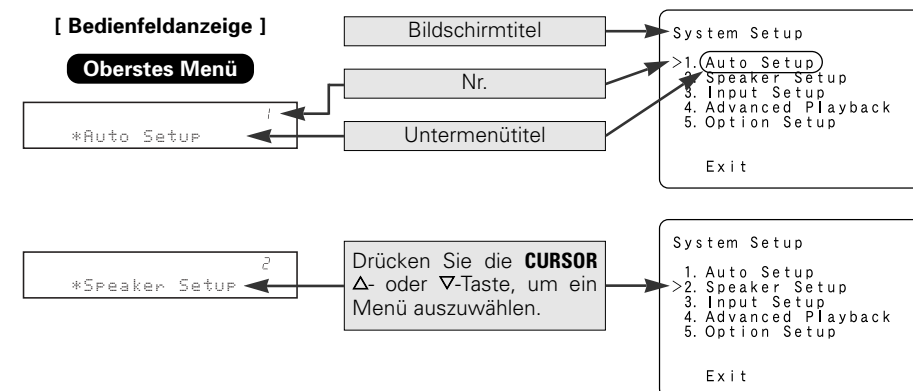 [ Bedienfeldanzeige ]
Oberstes Menü
1
*Auto Setup
Bildschirmtitel
Nr.
Untermenütitel
System Setup
>1. Auto Setup
2. Speaker Setup
3. Input Setup
4. Advanced Playback
5. Option Setup
Exit
2
*Speaker Setup
Drücken Sie die CURSOR
△- oder ▽-Taste, um ein
Menü auszuwählen.
System Setup
1. Auto Setup
>2. Speaker Setup
3. Input Setup
4. Advanced Playback
5. Option Setup
Exit